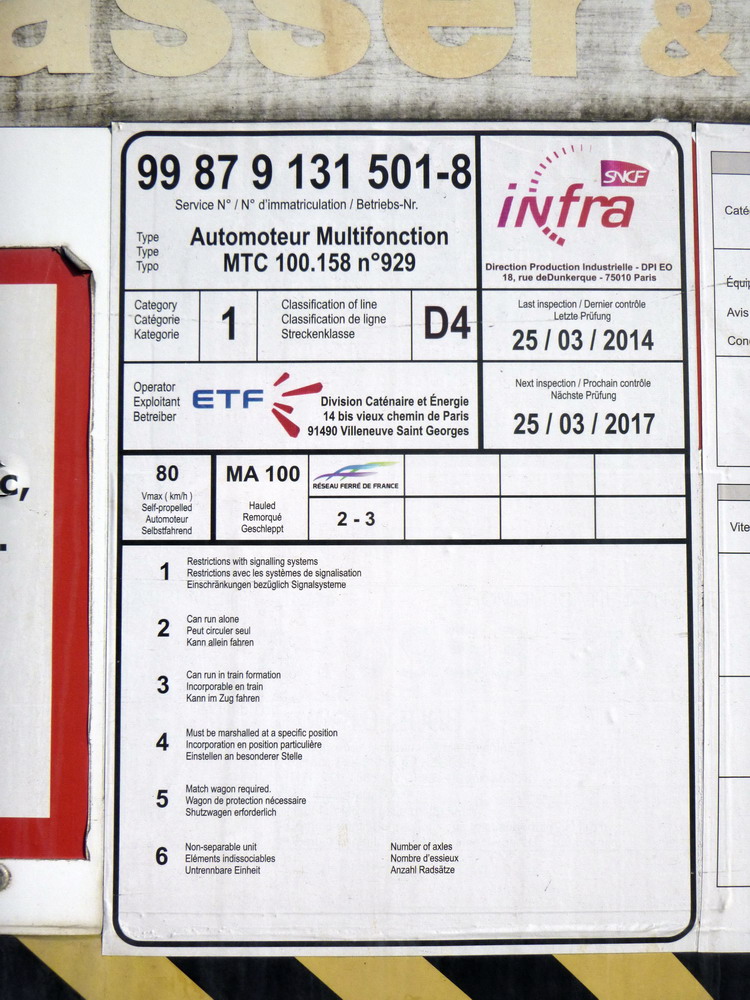 asser &
99 87 9 131 501-8
Service N° / N° d'immatriculation / Betriebs-Nr.
Type
Type
Typo
Automoteur Multifonction
MTC 100.158 n°929
SNCF
infra
Direction Production Industrielle - DPI EO
18, rue deDunkerque - 75010 Paris
Category
Catégorie
Kategorie
1
Classification of line
Classification de ligne
Streckenklasse
D4
Last inspection / Dernier contrôle
Letzte Prüfung
25 / 03 / 2014
Operator
Exploitant
Betreiber
ETF
Division Caténaire et Énergie
14 bis vieux chemin de Paris
91490 Villeneuve Saint Georges
Next inspection / Prochain contrôle
Nächste Prüfung
25 / 03 / 2017
80
Vmax ( km/h )
Self-propelled
Automoteur
Selbstfahrend
MA 100
Hauled
Remorqué
Geschleppt
RÉSEAU FERRÉ DE FRANCE
2 - 3
1
Restrictions with signalling systems
Restrictions avec les systèmes de signalisation
Einschränkungen bezüglich Signalsysteme
2
Can run alone
Peut circuler seul
Kann allein fahren
3
Can run in train formation
Incorporable en train
Kann im Zug fahren
4
Must be marshalled at a specific position
Incorporation en position particulière
Einstellen an besonderer Stelle
5
Match wagon required.
Wagon de protection nécessaire
Shutzwagen erforderlich
6
Non-separable unit
Eléments indissociables
Untrennbare Einheit
Number of axles
Nombre d'essieux
Anzahl Radsätze
c,
.
Caté
Équip
Avis
Con
Vite